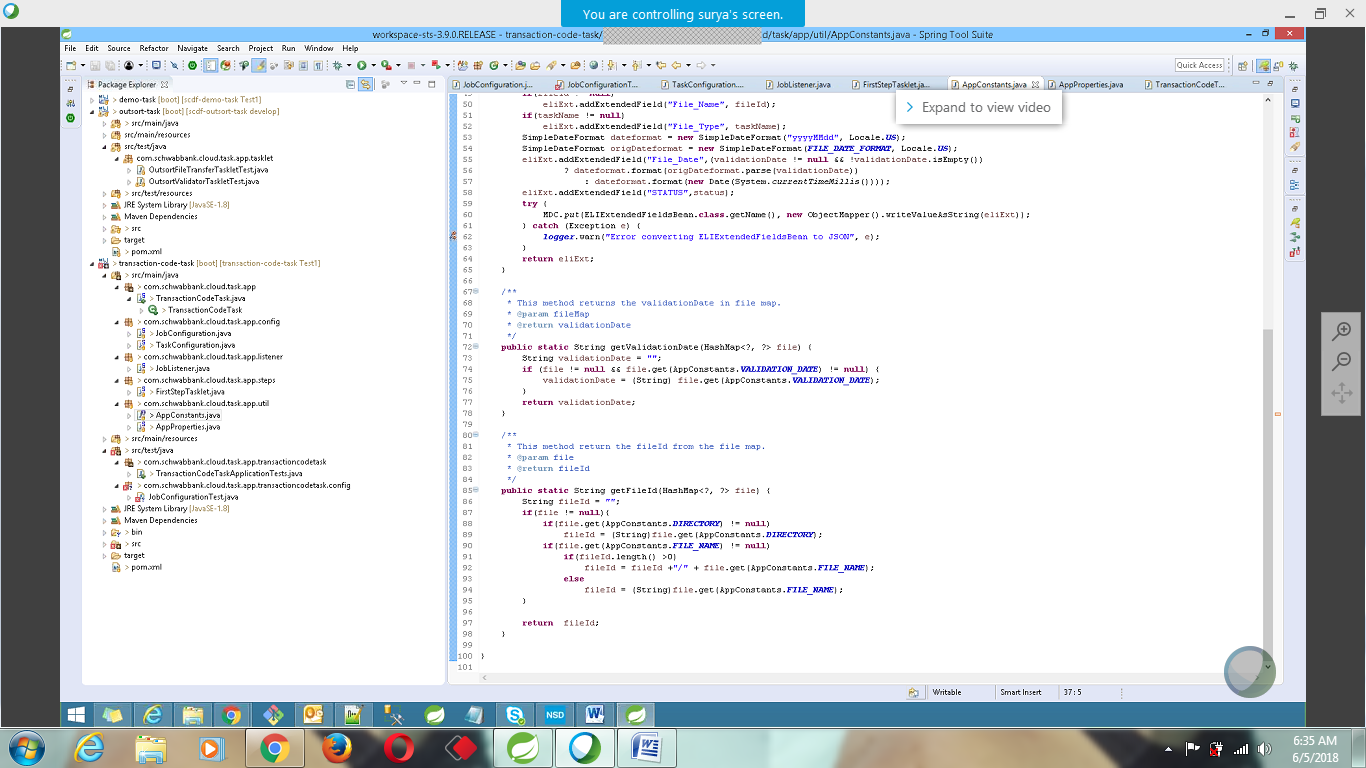 You are controlling surya's screen.
workspace-sts-3.9.0.RELEASE - transaction-code-task/ d/task/app/util/AppConstants.java - Spring Tool Suite
File Edit Source Refactor Navigate Search Project Run Window Help
Quick Access
Package Explorer
JobConfiguration.j... JobConfigurationT... TaskConfiguration.... JobListener.java FirstStepTasklet.ja... AppConstants.java AppProperties.java TransactionCodeT...
Expand to view video
> demo-task [boot] [scdf-demo-task Test1]
> outsort-task [boot] [scdf-outsort-task develop]
> src/main/java
> src/main/resources
> src/test/java
> com.schwabbank.cloud.task.app.tasklet
> OutsortFileTransferTaskletTest.java
> OutsortValidatorTaskletTest.java
> src/test/resources
JRE System Library [JavaSE-1.8]
Maven Dependencies
> src
> target
> pom.xml
> transaction-code-task [boot] [transaction-code-task Test1]
> src/main/java
> com.schwabbank.cloud.task.app
> TransactionCodeTask.java
> TransactionCodeTask
> com.schwabbank.cloud.task.app.config
> JobConfiguration.java
> TaskConfiguration.java
> com.schwabbank.cloud.task.app.listener
> JobListener.java
> com.schwabbank.cloud.task.app.steps
> FirstStepTasklet.java
> com.schwabbank.cloud.task.app.util
> AppConstants.java
> AppProperties.java
> src/main/resources
> src/test/java
> com.schwabbank.cloud.task.app.transactioncodetask
> TransactionCodeTaskApplicationTests.java
> com.schwabbank.cloud.task.app.transactioncodetask.config
> JobConfigurationTest.java
JRE System Library [JavaSE-1.8]
Maven Dependencies
> bin
> src
target
> pom.xml
50 eliExt.addExtendedField("File_Name", fileId);
51 if(taskName != null)
52 eliExt.addExtendedField("File_Type", taskName);
53 SimpleDateFormat dateformat = new SimpleDateFormat("yyyyMMdd", Locale.US);
54 SimpleDateFormat origDateformat = new SimpleDateFormat(FILE_DATE_FORMAT, Locale.US);
55 eliExt.addExtendedField("File_Date",(validationDate != null && !validationDate.isEmpty())
56 ? dateformat.format(origDateformat.parse(validationDate))
57 : dateformat.format(new Date(System.currentTimeMillis())));
58 eliExt.addExtendedField("STATUS",status);
59 try {
60 MDC.put(ELIExtendedFieldsBean.class.getName(), new ObjectMapper().writeValueAsString(eliExt));
61 } catch (Exception e) {
62 logger.warn("Error converting ELIExtendedFieldsBean to JSON", e);
63 }
64 return eliExt;
65 }
66
67 /**
68 * This method returns the validationDate in file map.
69 * @param fileMap
70 * @return validationDate
71 */
72 public static String getValidationDate(HashMap<?, ?> file) {
73 String validationDate = "";
74 if (file != null && file.get(AppConstants.VALIDATION_DATE) != null) {
75 validationDate = (String) file.get(AppConstants.VALIDATION_DATE);
76 }
77 return validationDate;
78 }
79
80 /**
81 * This method return the fileId from the file map.
82 * @param file
83 * @return fileId
84 */
85 public static String getFileId(HashMap<?, ?> file) {
86 String fileId = "";
87 if(file != null){
88 if(file.get(AppConstants.DIRECTORY) != null)
89 fileId = (String)file.get(AppConstants.DIRECTORY);
90 if(file.get(AppConstants.FILE_NAME) != null)
91 if(fileId.length() >0)
92 fileId = fileId +"/" + file.get(AppConstants.FILE_NAME);
93 else
94 fileId = (String)file.get(AppConstants.FILE_NAME);
95 }
96
97 return fileId;
98 }
99
100 }
101
Writable Smart Insert 37 : 5
NSD
6:35 AM
6/5/2018